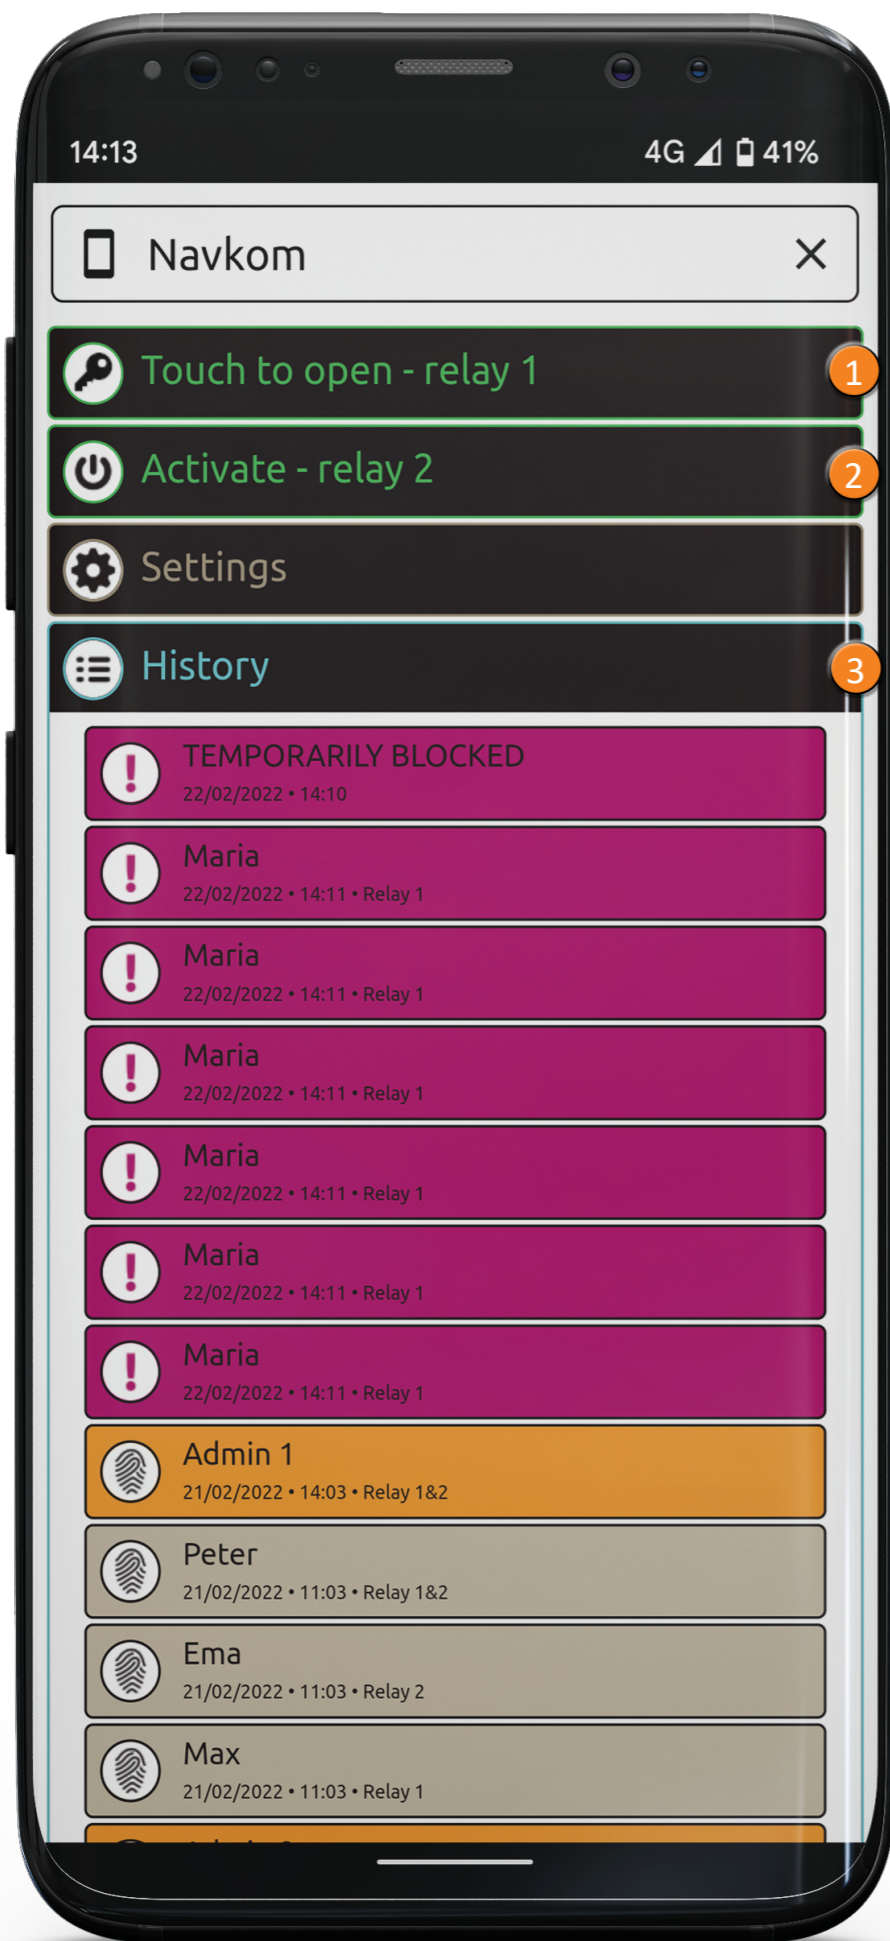 14:13
4G 41%
Navkom
Touch to open - relay 1
1
Activate - relay 2
2
Settings
History
3
TEMPORARILY BLOCKED
22/02/2022 • 14:10
Maria
22/02/2022 • 14:11 • Relay 1
Maria
22/02/2022 • 14:11 • Relay 1
Maria
22/02/2022 • 14:11 • Relay 1
Maria
22/02/2022 • 14:11 • Relay 1
Maria
22/02/2022 • 14:11 • Relay 1
Maria
22/02/2022 • 14:11 • Relay 1
Admin 1
21/02/2022 • 14:03 • Relay 1&2
Peter
21/02/2022 • 11:03 • Relay 1&2
Ema
21/02/2022 • 11:03 • Relay 2
Max
21/02/2022 • 11:03 • Relay 1